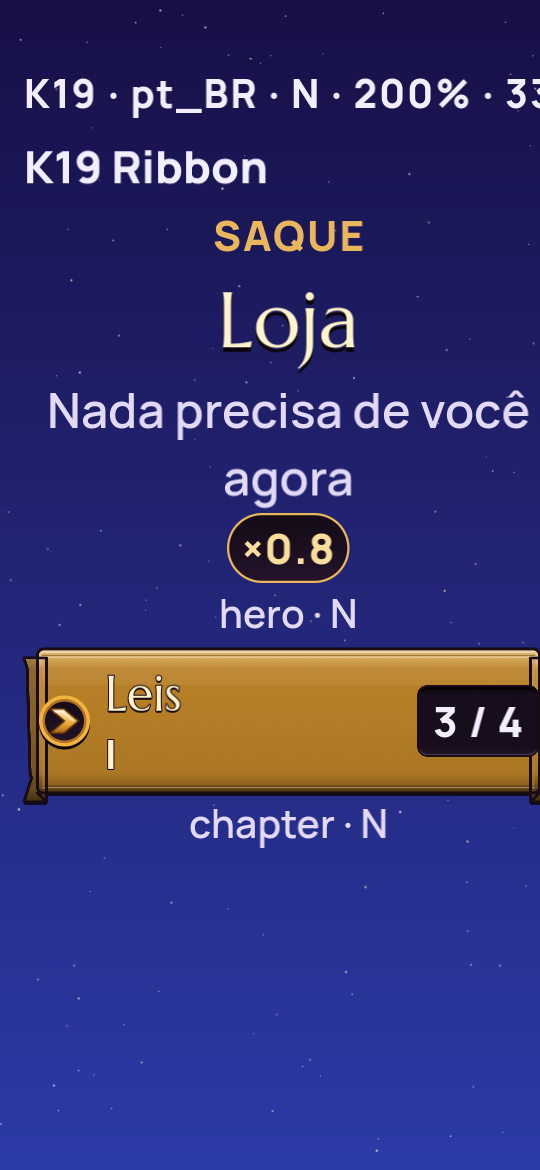 K19 · pt_BR · N · 200% · 33
K19 Ribbon
SAQUE
Loja
Nada precisa de você
agora
×0.8
hero · N
Leis
I
3 / 4
chapter · N